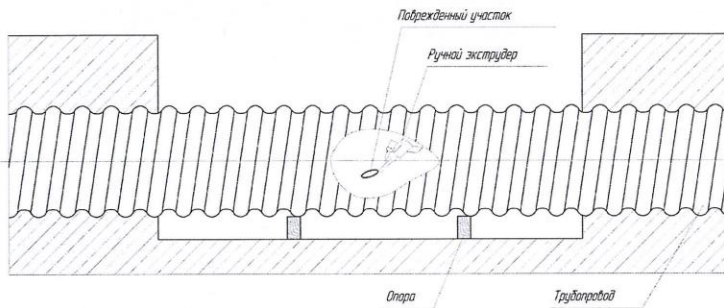 Поврежденный участок
Ручной экструдер
Опора
Трубопровод